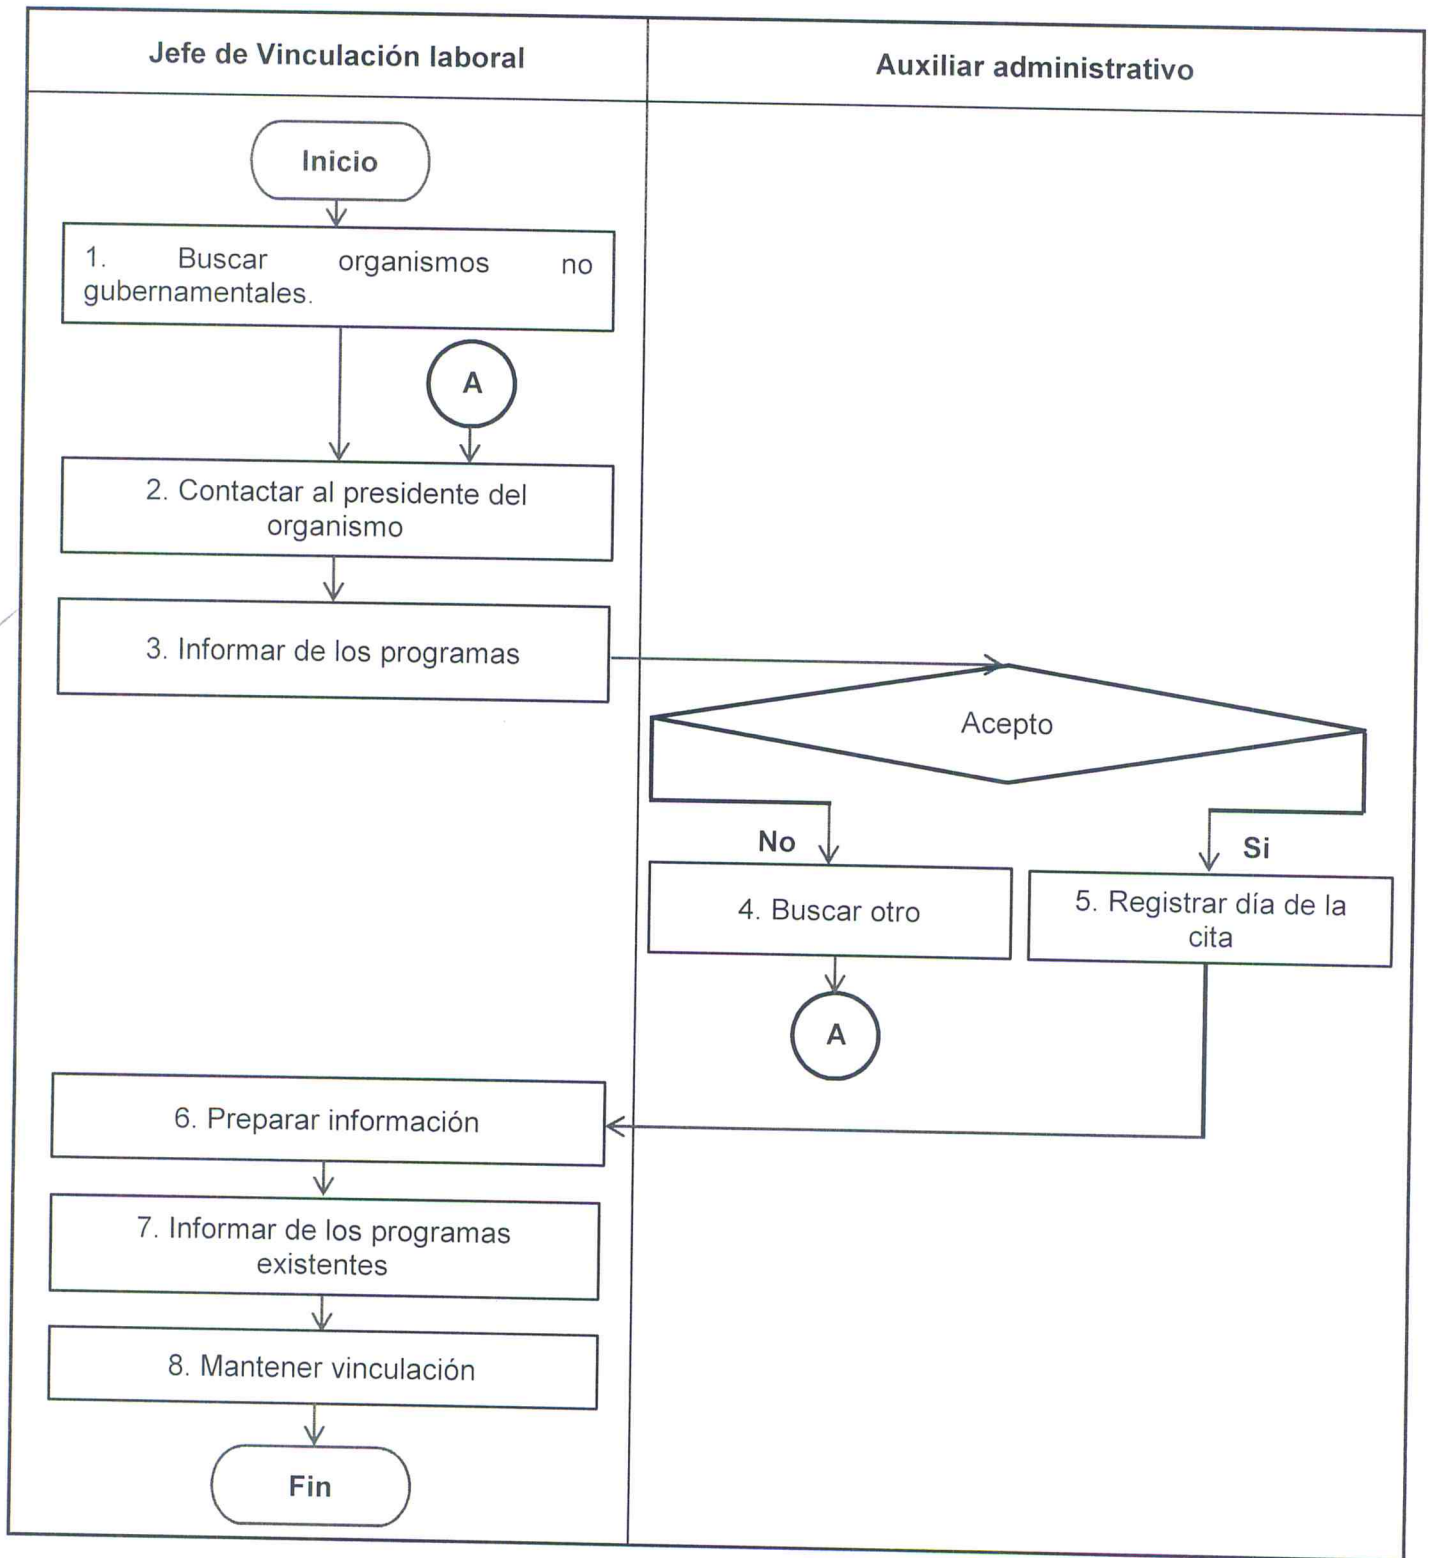 Jefe de Vinculación laboral
Auxiliar administrativo
Inicio
1. Buscar organismos no
gubernamentales.
A
2. Contactar al presidente del
organismo
3. Informar de los programas
Acepto
No
Si
4. Buscar otro
5. Registrar día de la
cita
A
6. Preparar información
7. Informar de los programas
existentes
8. Mantener vinculación
Fin